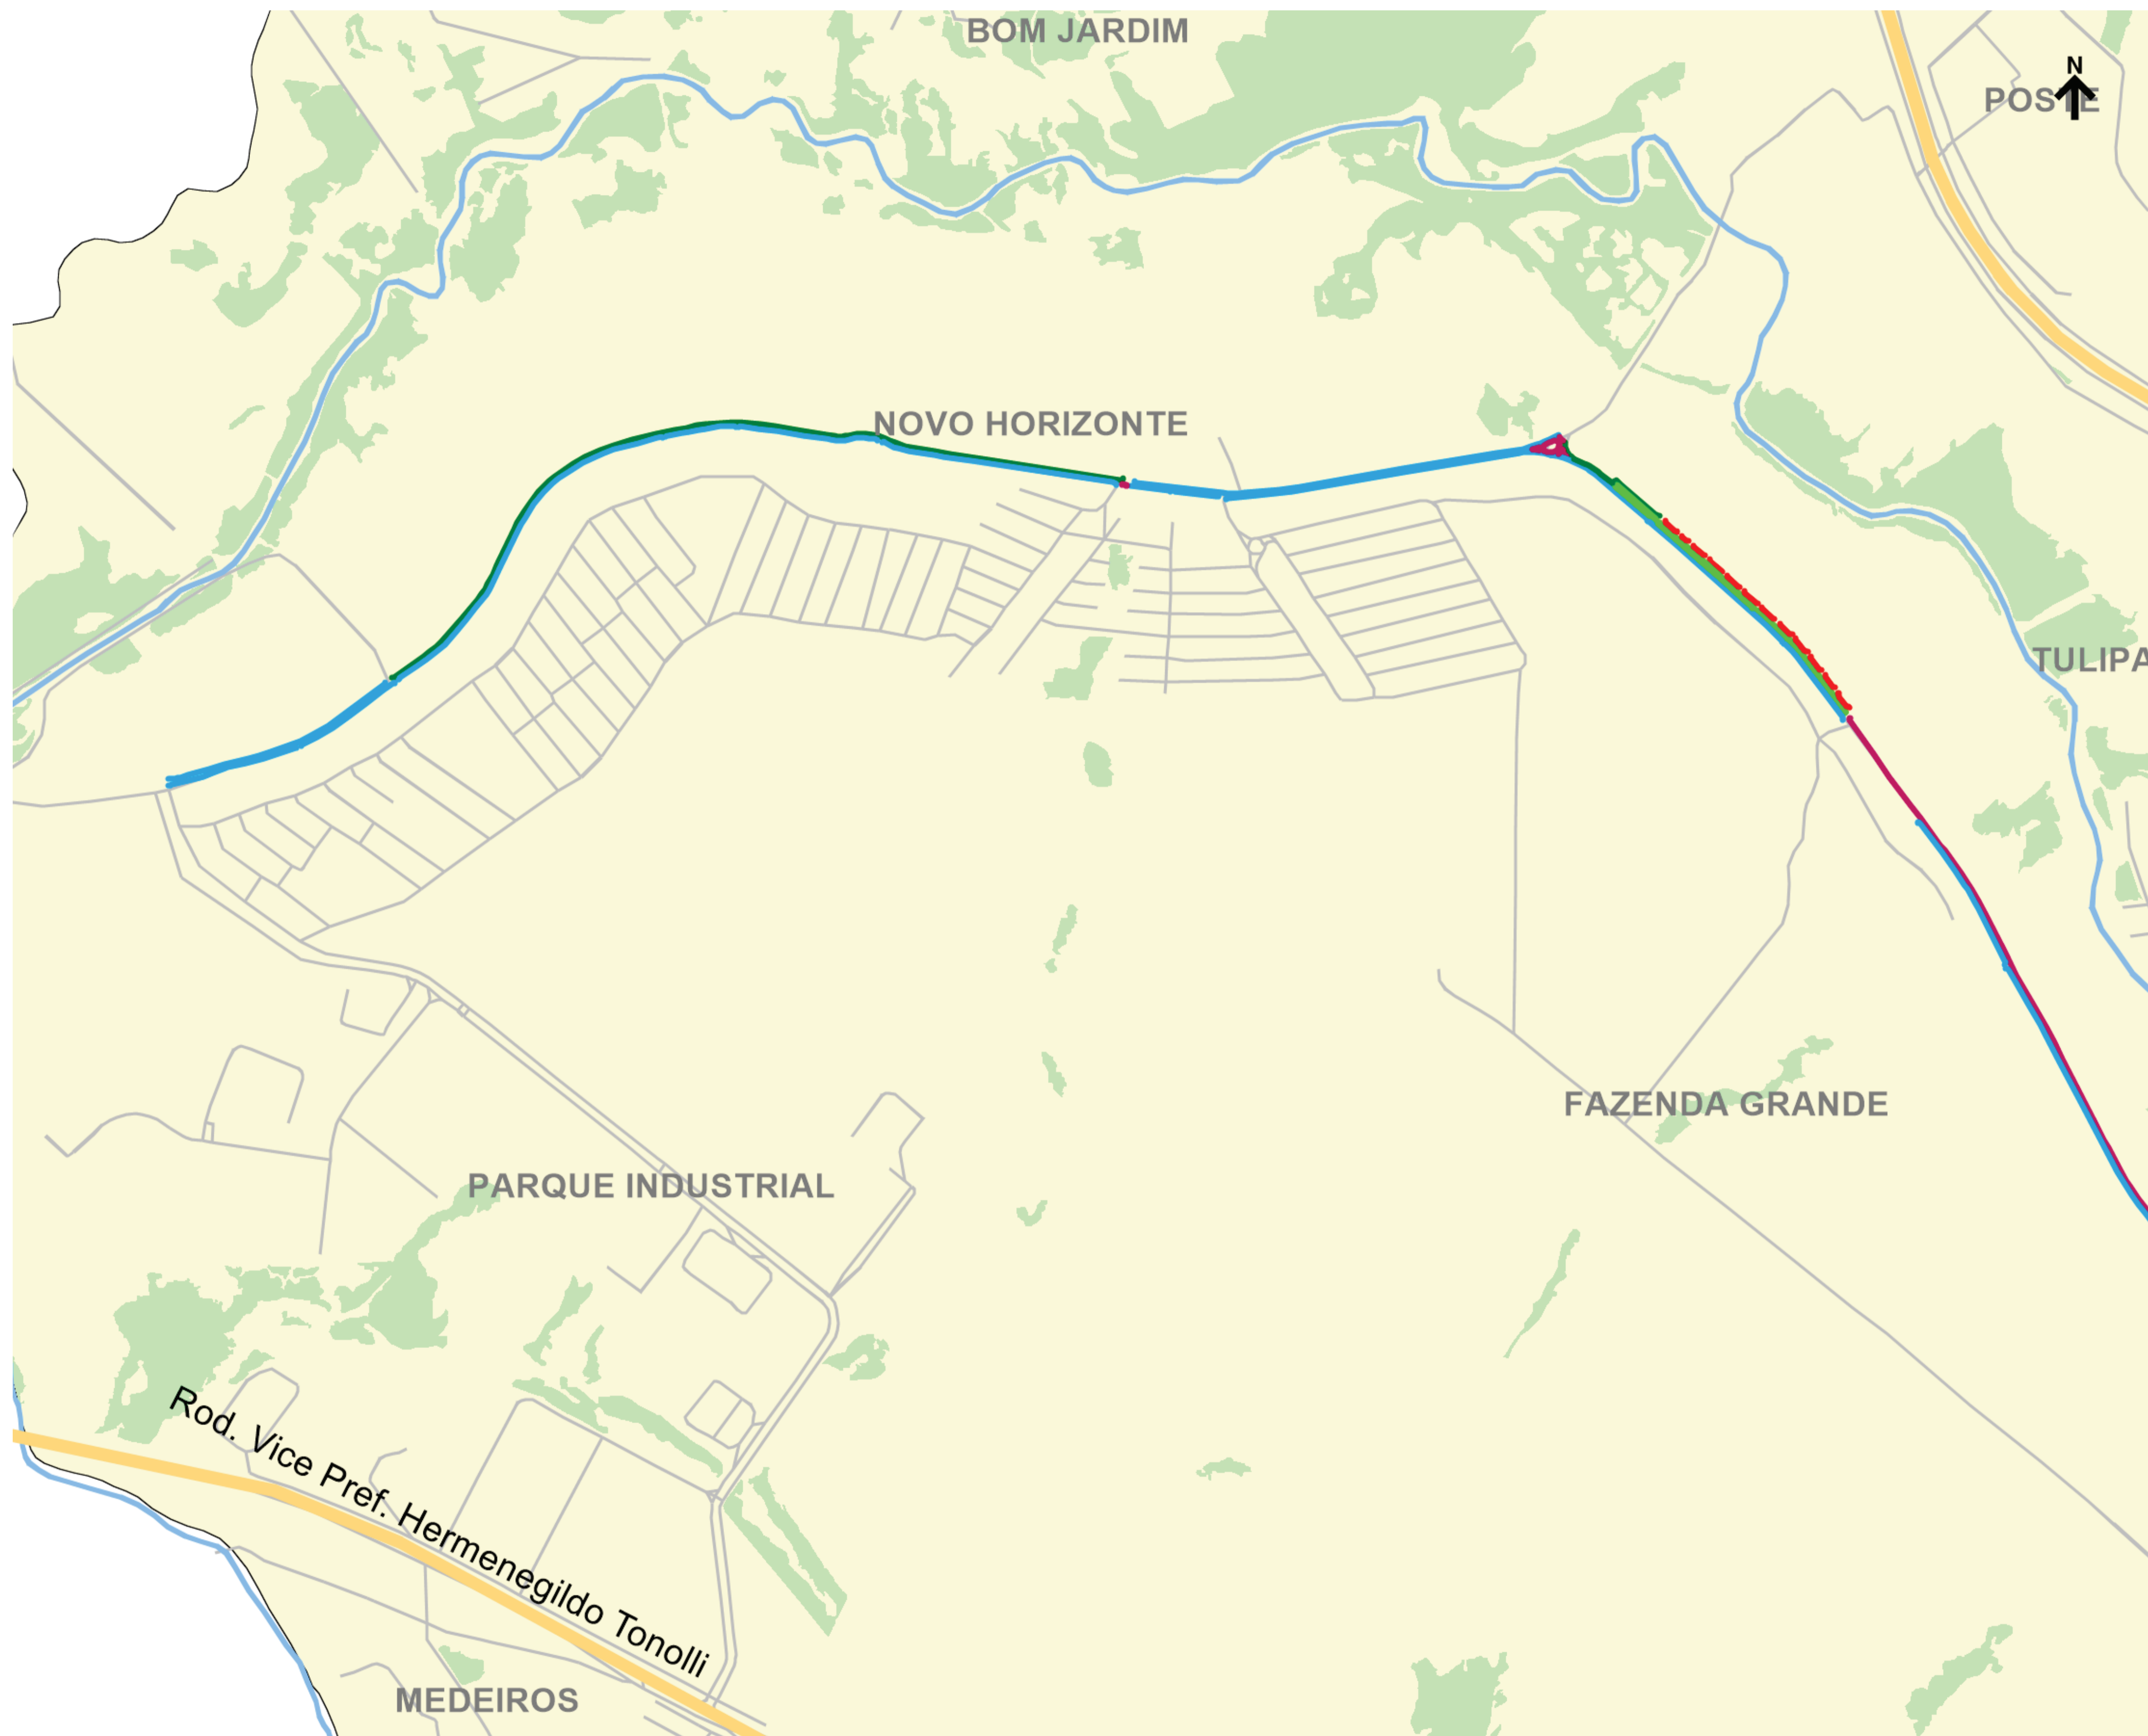 BOM JARDIM
N
POSTE
NOVO HORIZONTE
TULIPA
FAZENDA GRANDE
PARQUE INDUSTRIAL
Rod. Vice Pref. Hermenegildo Tonolli
MEDEIROS